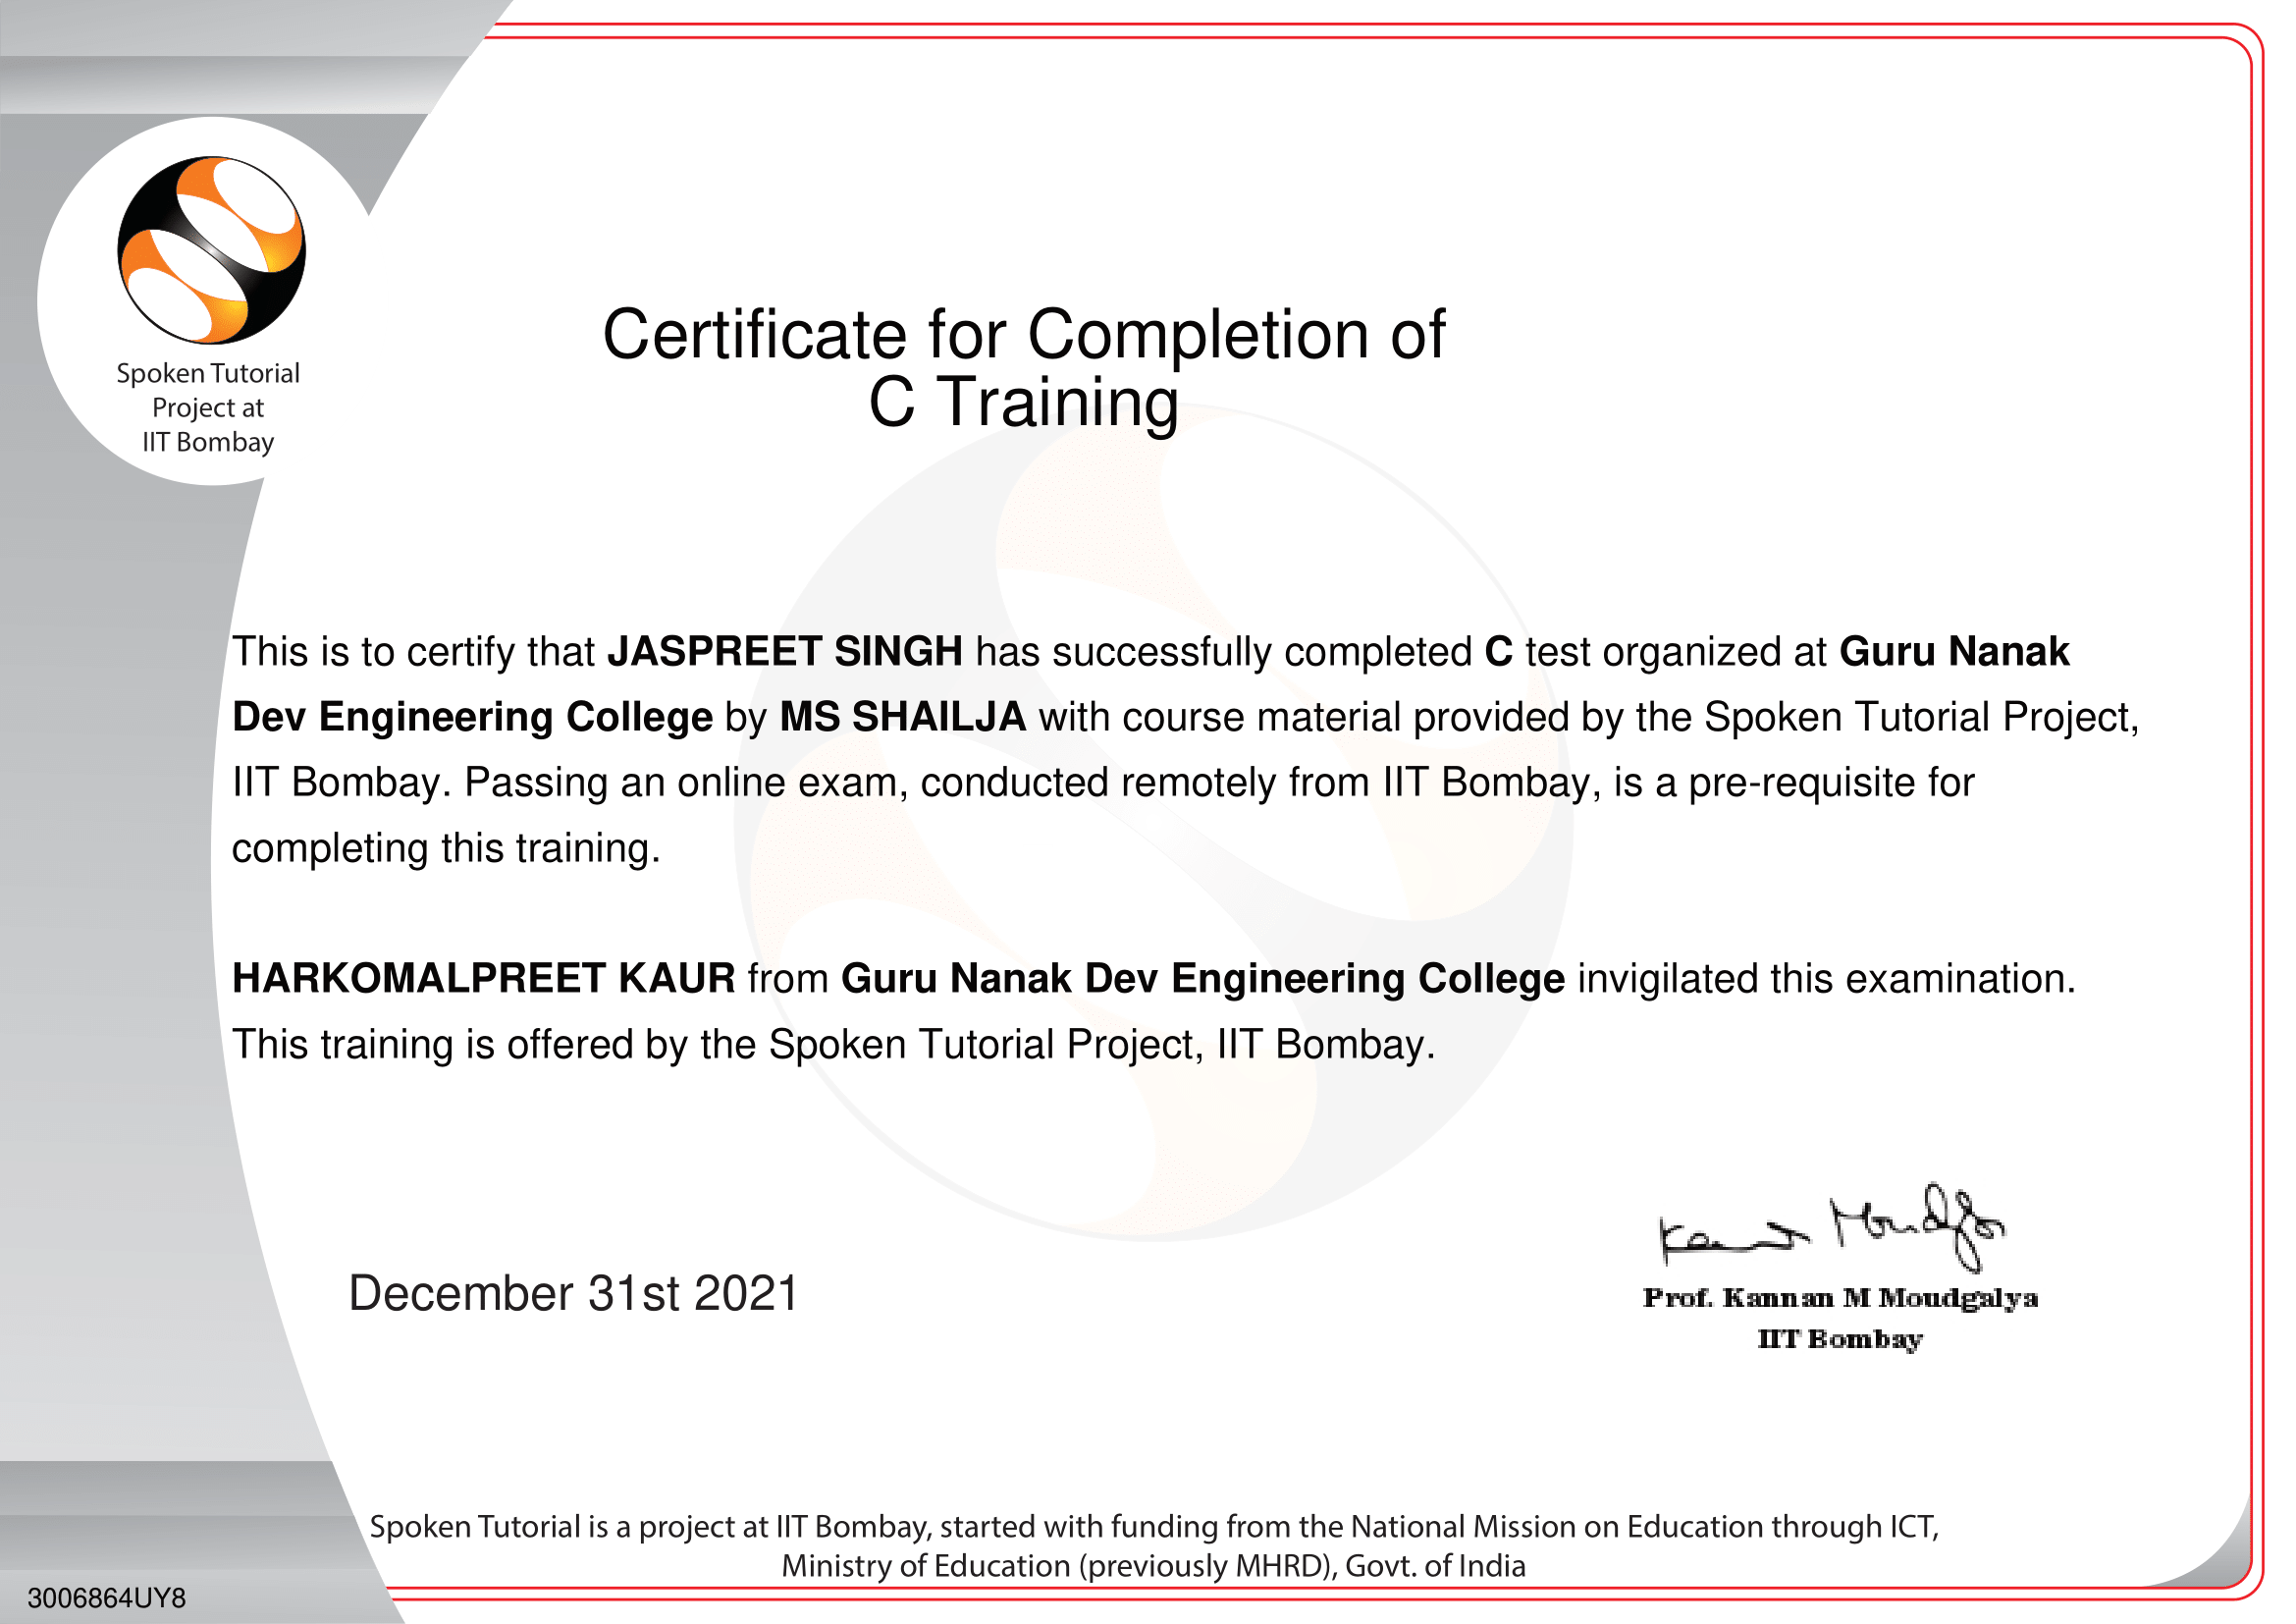 Spoken Tutorial
Project at
IIT Bombay
Certificate for Completion of
C Training
This is to certify that JASPREET SINGH has successfully completed C test organized at Guru Nanak
Dev Engineering College by MS SHAILJA with course material provided by the Spoken Tutorial Project,
IIT Bombay. Passing an online exam, conducted remotely from IIT Bombay, is a pre-requisite for
completing this training.
HARKOMALPREET KAUR from Guru Nanak Dev Engineering College invigilated this examination.
This training is offered by the Spoken Tutorial Project, IIT Bombay.
December 31st 2021
Kannan Moudgalya
Prof. Kannan M Moudgalya
IIT Bombay
Spoken Tutorial is a project at IIT Bombay, started with funding from the National Mission on Education through ICT,
Ministry of Education (previously MHRD), Govt. of India
3006864UY8